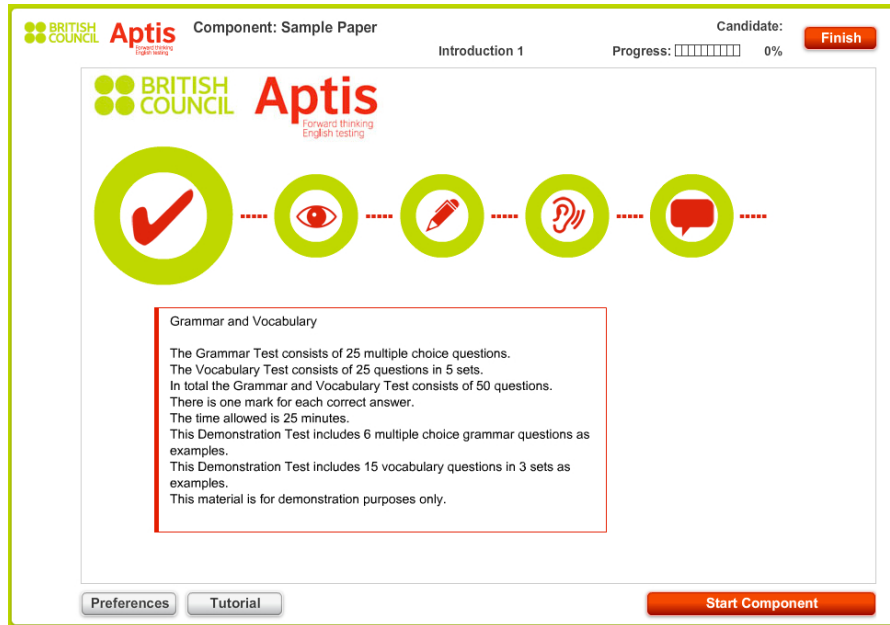 BRITISH
COUNCIL
Aptis
Forward thinking
English testing
Component: Sample Paper
Introduction 1
Candidate:
Progress: 0%
Finish
BRITISH
COUNCIL
Aptis
Forward thinking
English testing
Grammar and Vocabulary
The Grammar Test consists of 25 multiple choice questions.
The Vocabulary Test consists of 25 questions in 5 sets.
In total the Grammar and Vocabulary Test consists of 50 questions.
There is one mark for each correct answer.
The time allowed is 25 minutes.
This Demonstration Test includes 6 multiple choice grammar questions as
examples.
This Demonstration Test includes 15 vocabulary questions in 3 sets as
examples.
This material is for demonstration purposes only.
Preferences
Tutorial
Start Component